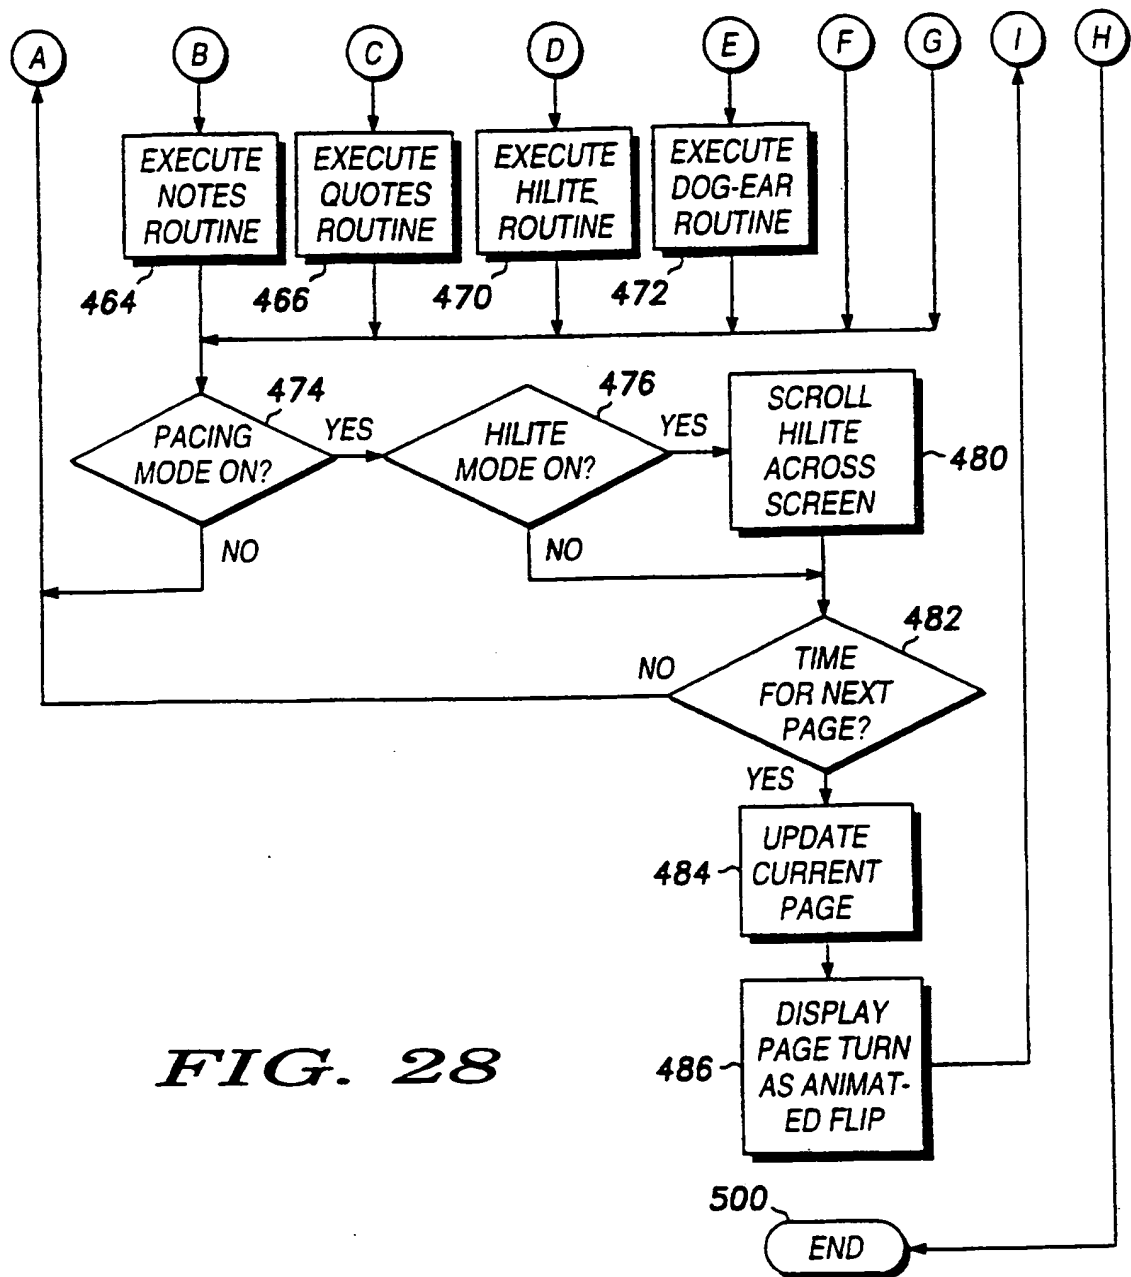 A
B
C
D
E
F
G
I
H
EXECUTE
NOTES
ROUTINE
464
EXECUTE
QUOTES
ROUTINE
466
EXECUTE
HILITE
ROUTINE
470
EXECUTE
DOG-EAR
ROUTINE
472
PACING
MODE ON?
474
YES
NO
HILITE
MODE ON?
476
YES
NO
SCROLL
HILITE
ACROSS
SCREEN
480
TIME
FOR NEXT
PAGE?
482
NO
YES
UPDATE
CURRENT
PAGE
484
DISPLAY
PAGE TURN
AS ANIMAT-
ED FLIP
486
FIG. 28
500
END